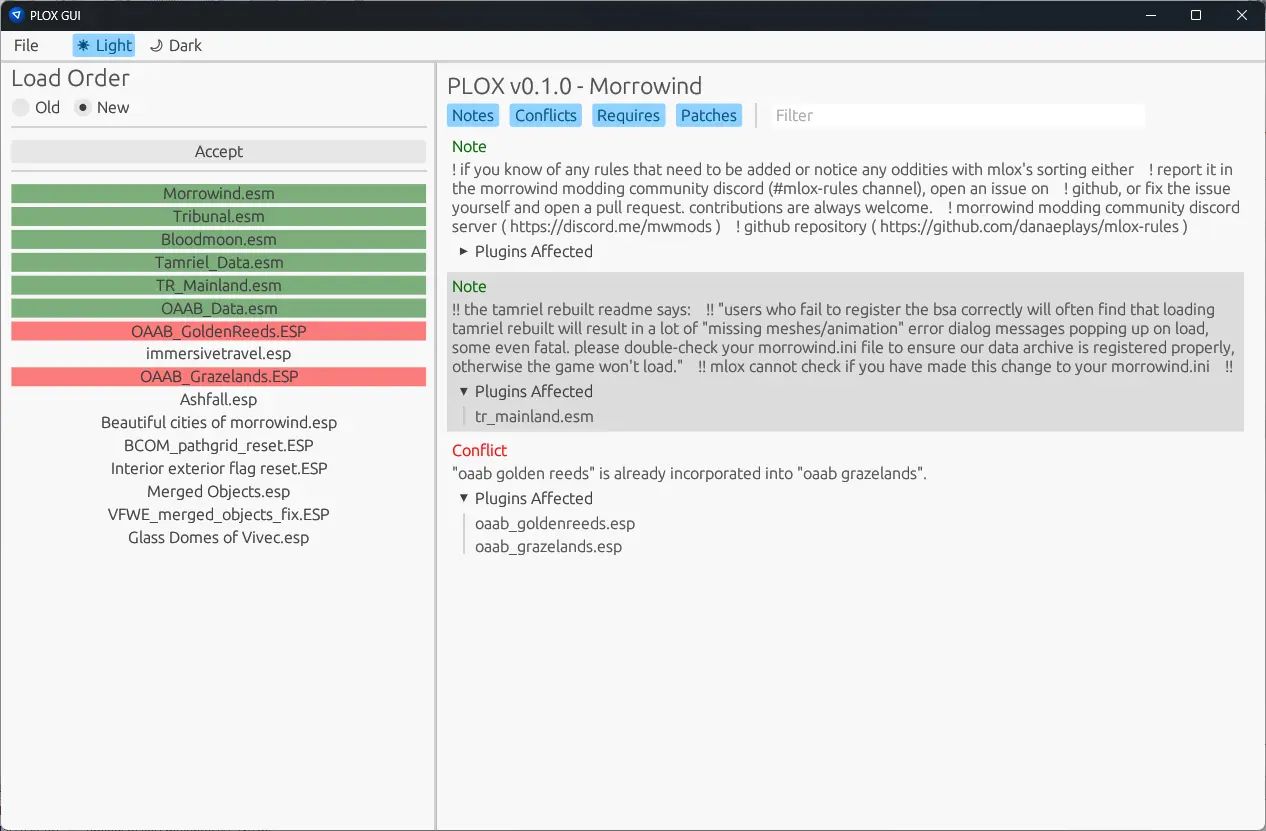 PLOX GUI
File
Light
Dark
Load Order
Old
New
Accept
Morrowind.esm
Tribunal.esm
Bloodmoon.esm
Tamriel_Data.esm
TR_Mainland.esm
OAAB_Data.esm
OAAB_GoldenReeds.ESP
immersivetravel.esp
OAAB_Grazelands.ESP
Ashfall.esp
Beautiful cities of morrowind.esp
BCOM_pathgrid_reset.ESP
Interior exterior flag reset.ESP
Merged Objects.esp
VFWE_merged_objects_fix.ESP
Glass Domes of Vivec.esp
PLOX v0.1.0 - Morrowind
Notes Conflicts Requires Patches Filter
Note
! if you know of any rules that need to be added or notice any oddities with mlox's sorting either ! report it in
the morrowind modding community discord (#mlox-rules channel), open an issue on ! github, or fix the issue
yourself and open a pull request. contributions are always welcome. ! morrowind modding community discord
server ( https://discord.me/mwmods ) ! github repository ( https://github.com/danaeplays/mlox-rules )
Plugins Affected
Note
!! the tamriel rebuilt readme says: !! "users who fail to register the bsa correctly will often find that loading
tamriel rebuilt will result in a lot of "missing meshes/animation" error dialog messages popping up on load,
some even fatal. please double-check your morrowind.ini file to ensure our data archive is registered properly,
otherwise the game won't load." !! mlox cannot check if you have made this change to your morrowind.ini !!
Plugins Affected
tr_mainland.esm
Conflict
"oaab golden reeds" is already incorporated into "oaab grazelands".
Plugins Affected
oaab_goldenreeds.esp
oaab_grazelands.esp